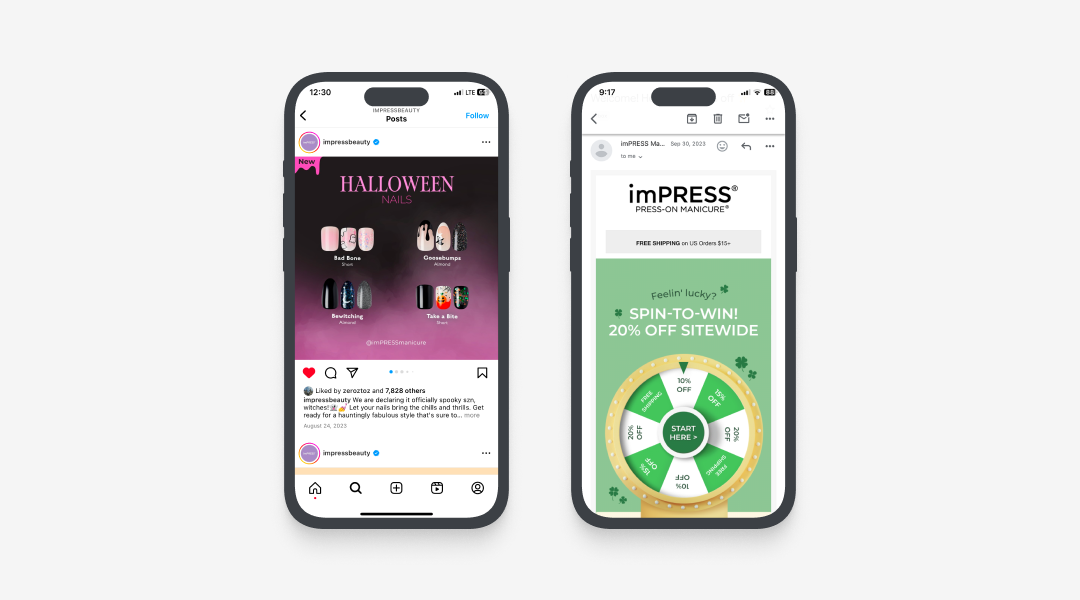 12:30
LTE
IMPRESSBEAUTY
Posts
Follow
impressbeauty
New
HALLOWEEN
NAILS
Bad Bone
Short
Goosebumps
Almond
Bewitching
Almond
Take a Bite
Short
@imPRESSmanicure
Liked by zeroztoz and 7,828 others
impressbeauty We are declaring it officially spooky szn,
witches! Let your nails bring the chills and thrills. Get
ready for a hauntingly fabulous style that's sure to... more
August 24, 2023
impressbeauty
9:17
imPRESS Ma... Sep 30, 2023
to me
imPRESS®
PRESS-ON MANICURE®
FREE SHIPPING on US Orders $15+
Feelin' lucky?
SPIN-TO-WIN!
20% OFF SITEWIDE
10%
OFF
15%
OFF
20%
OFF
FREE
SHIPPING
10%
OFF
15%
OFF
20%
OFF
FREE
SHIPPING
START
HERE >